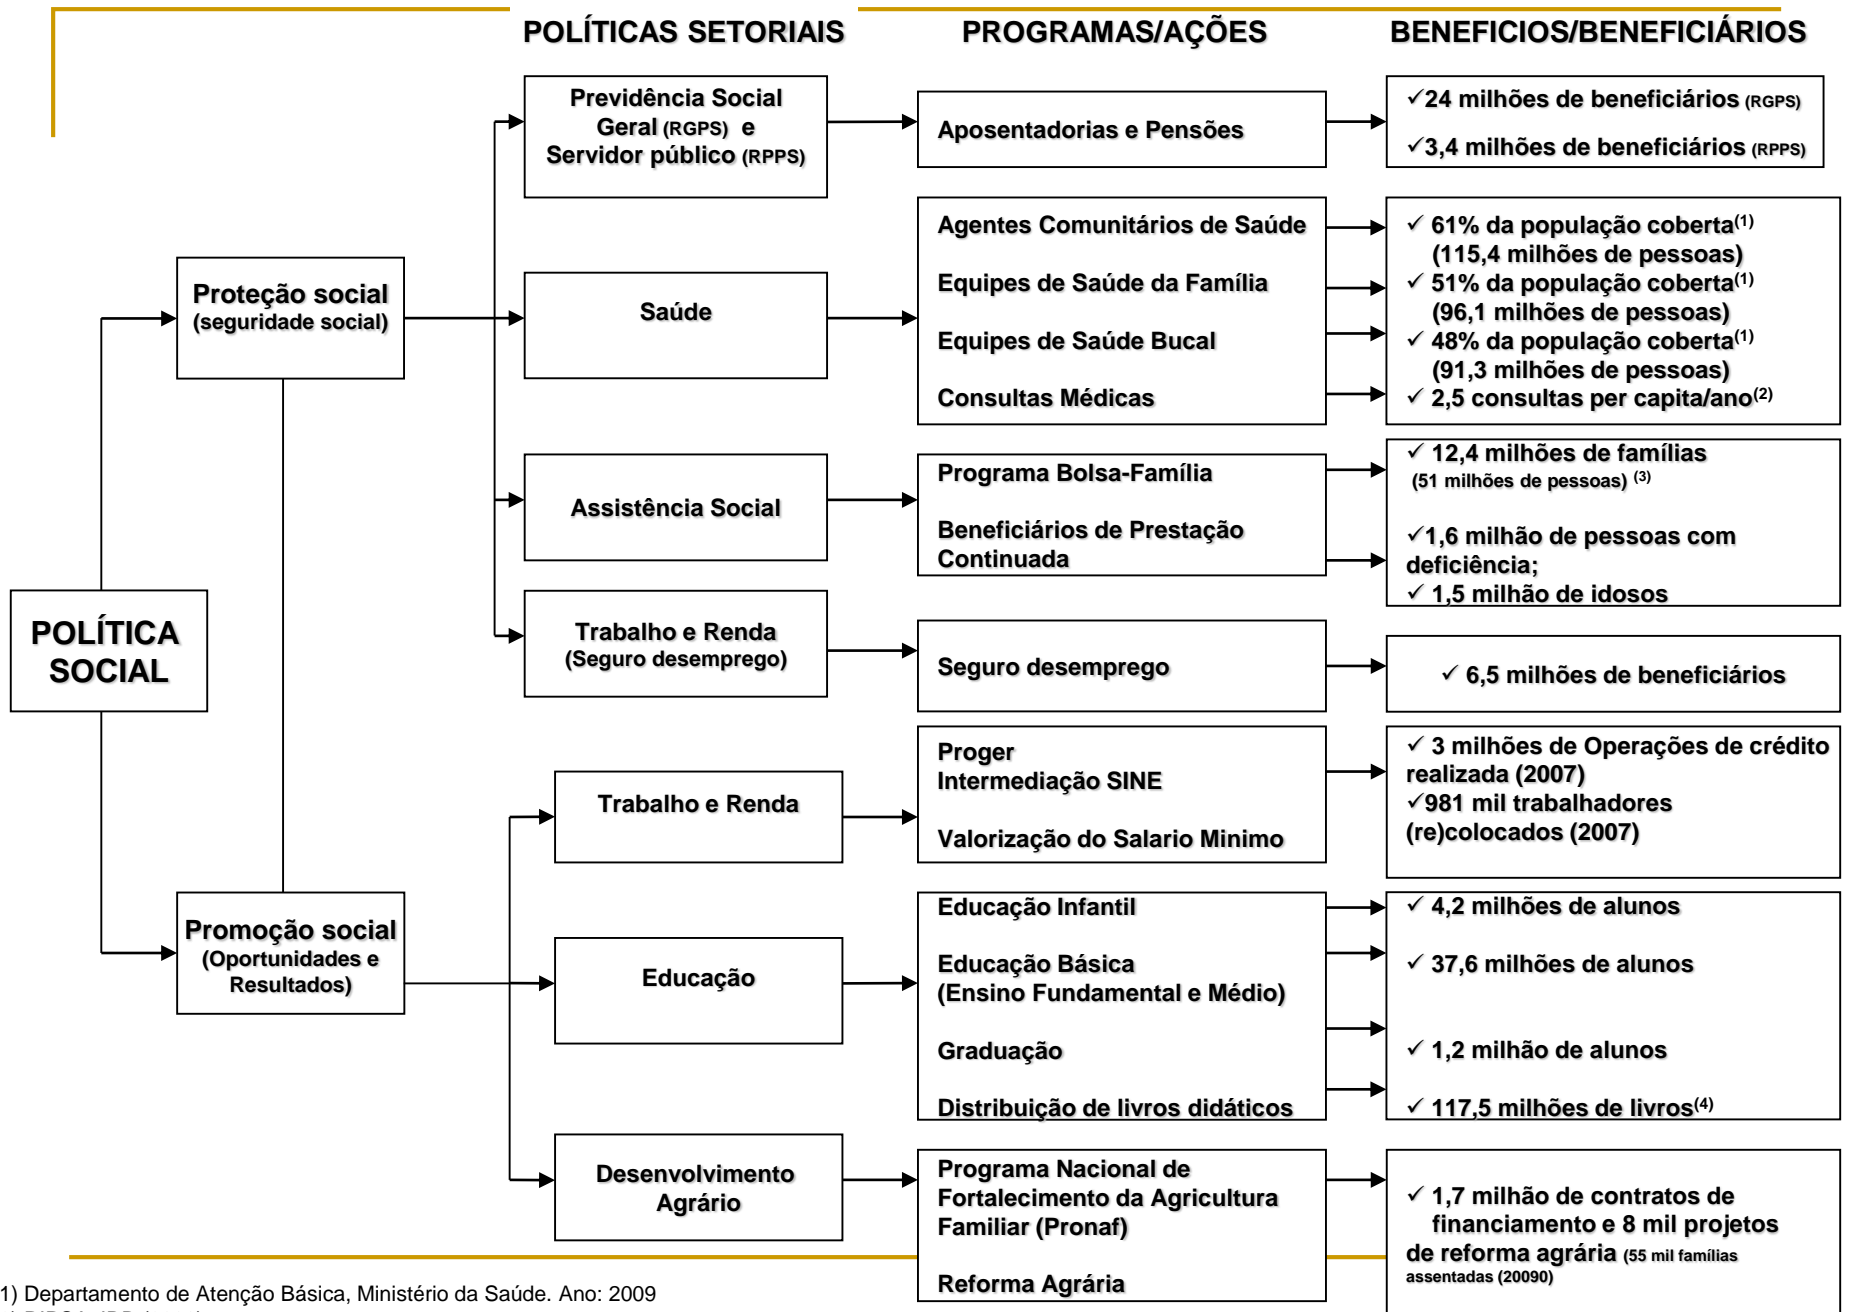 POLÍTICAS SETORIAIS
PROGRAMAS/AÇÕES
BENEFICIOS/BENEFICIÁRIOS
POLÍTICA
SOCIAL
Proteção social
(seguridade social)
Previdência Social
Geral (RGPS) e
Servidor público (RPPS)
Aposentadorias e Pensões
✓24 milhões de beneficiários (RGPS)
✓3,4 milhões de beneficiários (RPPS)
Saúde
Agentes Comunitários de Saúde
Equipes de Saúde da Família
Equipes de Saúde Bucal
Consultas Médicas
✓ 61% da população coberta(1)
(115,4 milhões de pessoas)
✓ 51% da população coberta(1)
(96,1 milhões de pessoas)
✓ 48% da população coberta(1)
(91,3 milhões de pessoas)
✓ 2,5 consultas per capita/ano(2)
Assistência Social
Programa Bolsa-Família
Beneficiários de Prestação
Continuada
✓ 12,4 milhões de famílias
(51 milhões de pessoas) (3)
✓1,6 milhão de pessoas com
deficiência;
✓ 1,5 milhão de idosos
Trabalho e Renda
(Seguro desemprego)
Seguro desemprego
✓ 6,5 milhões de beneficiários
Promoção social
(Oportunidades e
Resultados)
Trabalho e Renda
Proger
Intermediação SINE
Valorização do Salario Minimo
✓ 3 milhões de Operações de crédito
realizada (2007)
✓981 mil trabalhadores
(re)colocados (2007)
Educação
Educação Infantil
Educação Básica
(Ensino Fundamental e Médio)
Graduação
Distribuição de livros didáticos
✓ 4,2 milhões de alunos
✓ 37,6 milhões de alunos
✓ 1,2 milhão de alunos
✓ 117,5 milhões de livros(4)
Desenvolvimento
Agrário
Programa Nacional de
Fortalecimento da Agricultura
Familiar (Pronaf)
Reforma Agrária
✓ 1,7 milhão de contratos de
financiamento e 8 mil projetos
de reforma agrária (55 mil famílias
assentadas (20090)
1) Departamento de Atenção Básica, Ministério da Saúde. Ano: 2009